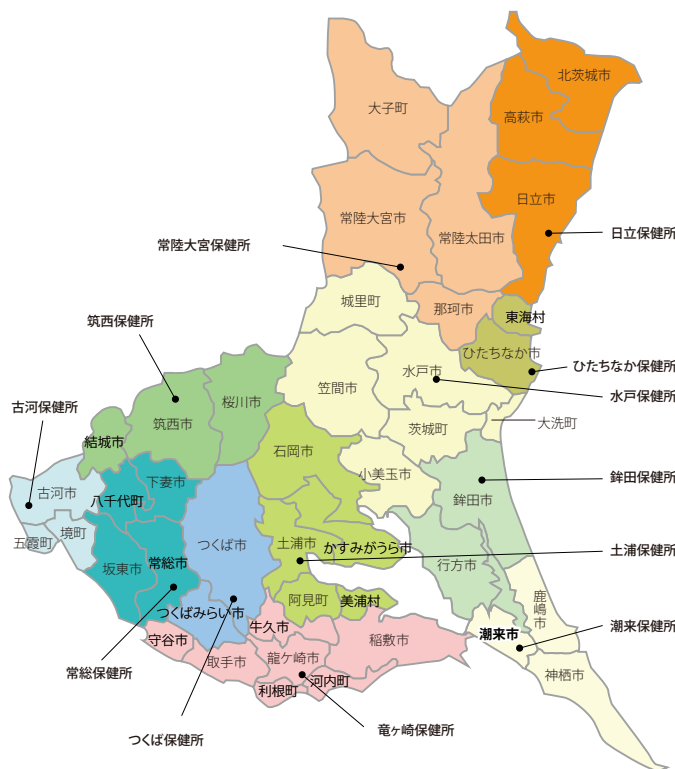 北茨城市
大子町
高萩市
日立市
常陸大宮市
日立保健所
常陸太田市
常陸大宮保健所
城里町
那珂市
東海村
筑西保健所
ひたちなか市
ひたちなか保健所
水戸市
笠間市
水戸保健所
桜川市
古河保健所
筑西市
茨城町
大洗町
結城市
石岡市
小美玉市
鉾田保健所
下妻市
古河市
八千代町
鉾田市
境町
五霞町
つくば市
土浦市
かすみがうら市
土浦保健所
常総市
坂東市
行方市
阿見町
美浦村
鹿嶋市
つくばみらい市
牛久市
潮来市
潮来保健所
守谷市
稲敷市
取手市
龍ケ崎市
常総保健所
神栖市
河内町
利根町
つくば保健所
竜ヶ崎保健所